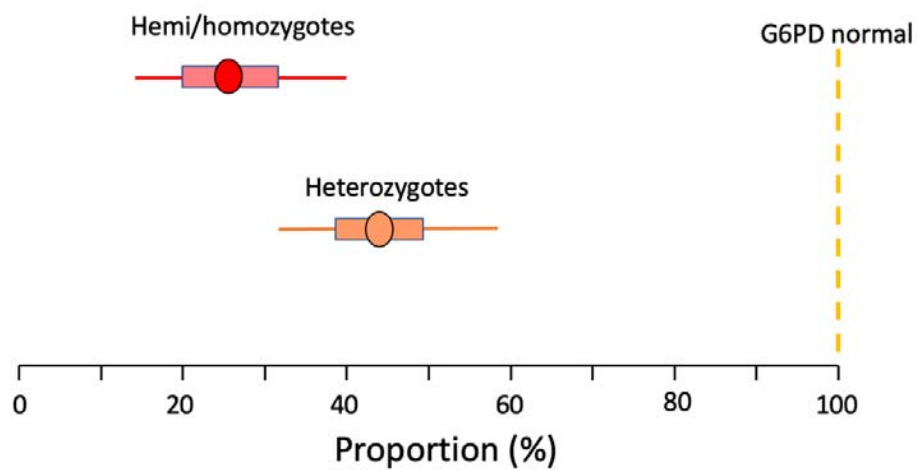 Hemi/homozygotes
G6PD normal
Heterozygotes
0 20 40 60 80 100
Proportion (%)